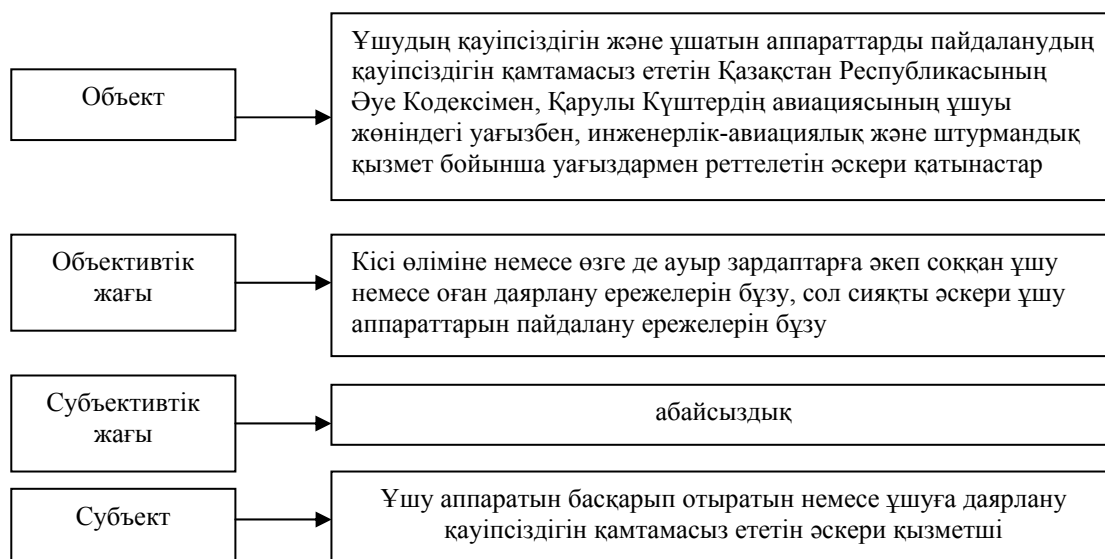 Объект
Ұшудың қауіпсіздігін және ұшатын аппараттарды пайдаланудың
қауіпсіздігін қамтамасыз ететін Қазақстан Республикасының
Әуе Кодексімен, Қарулы Күштердің авиациясының ұшуы
жөніндегі уағызбен, инженерлік-авиациялық және штурмандық
қызмет бойынша уағыздармен реттелетін әскери қатынастар
Объективтік
жағы
Кісі өліміне немесе өзге де ауыр зардаптарға әкеп соққан ұшу
немесе оған даярлану ережелерін бұзу, сол сияқты әскери ұшу
аппараттарын пайдалану ережелерін бұзу
Субъективтік
жағы
абайсыздық
Субъект
Ұшу аппаратын басқарып отыратын немесе ұшуға даярлану
қауіпсіздігін қамтамасыз ететін әскери қызметші